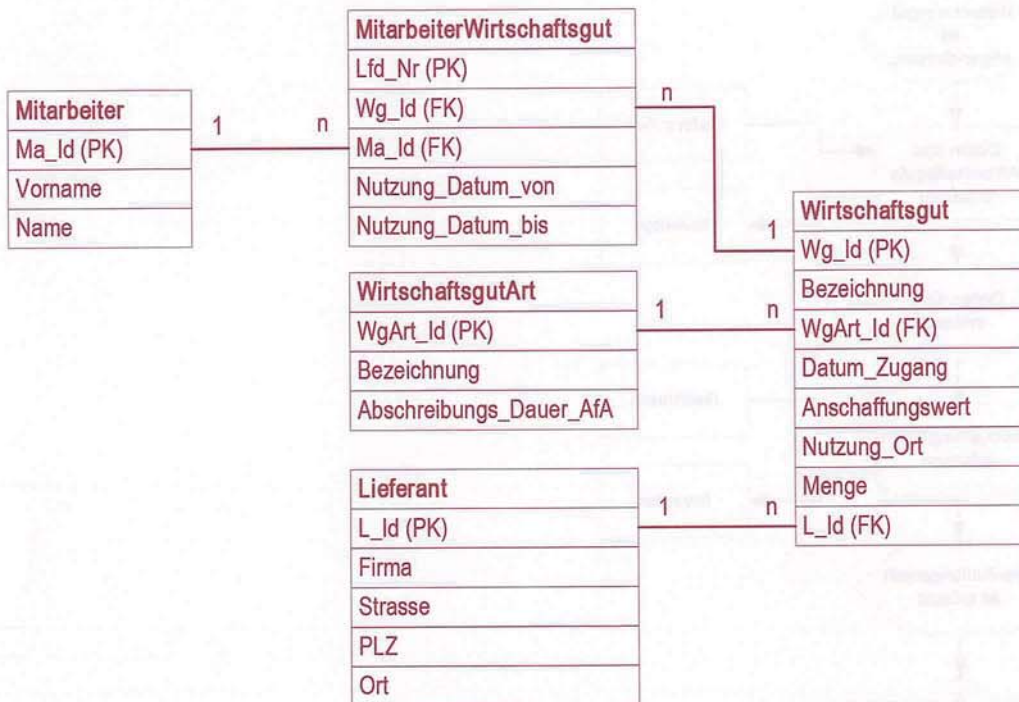 MitarbeiterWirtschaftsgut
Lfd_Nr (PK)
Wg_Id (FK)
Ma_Id (FK)
Nutzung_Datum_von
Nutzung_Datum_bis
n
n
Mitarbeiter
Ma_Id (PK)
Vorname
Name
1
Wirtschaftsgut
Wg_Id (PK)
Bezeichnung
WgArt_Id (FK)
Datum_Zugang
Anschaffungswert
Nutzung_Ort
Menge
L_Id (FK)
1
n
n
WirtschaftsgutArt
WgArt_Id (PK)
Bezeichnung
Abschreibungs_Dauer_AfA
1
Lieferant
L_Id (PK)
Firma
Strasse
PLZ
Ort
1